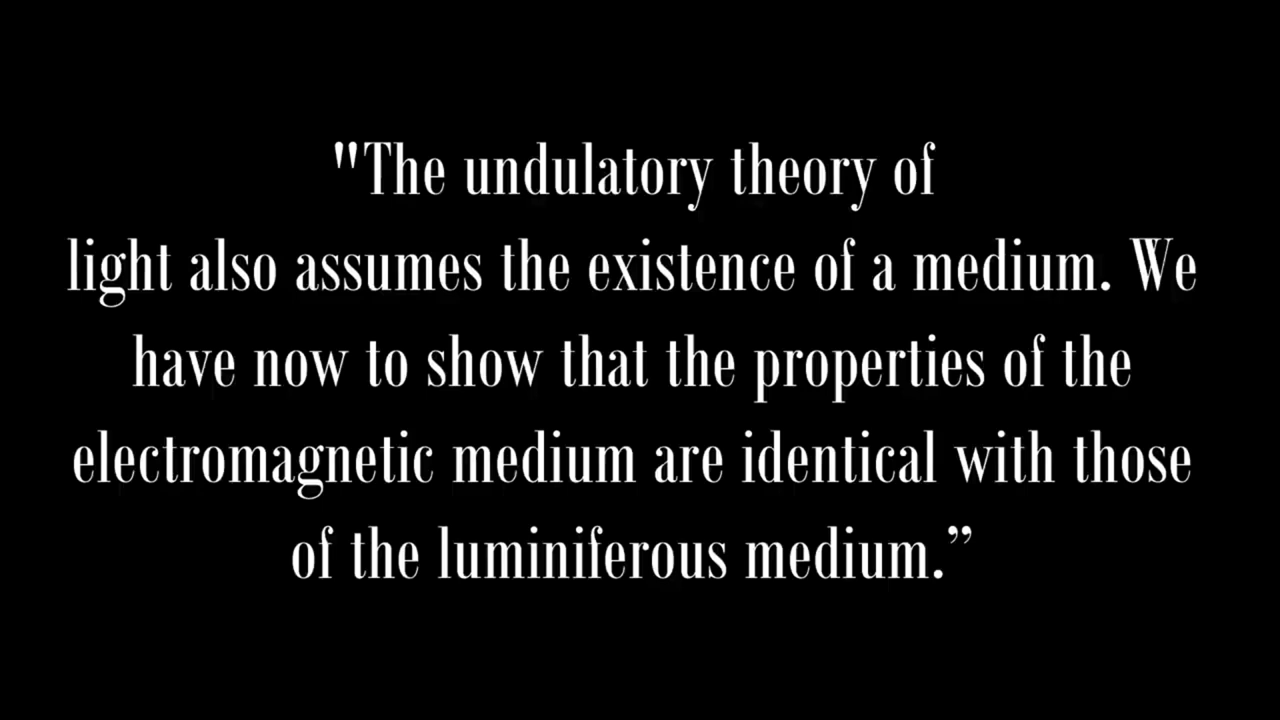 "The undulatory theory of
light also assumes the existence of a medium. We
have now to show that the properties of the
electromagnetic medium are identical with those
of the luminiferous medium.”